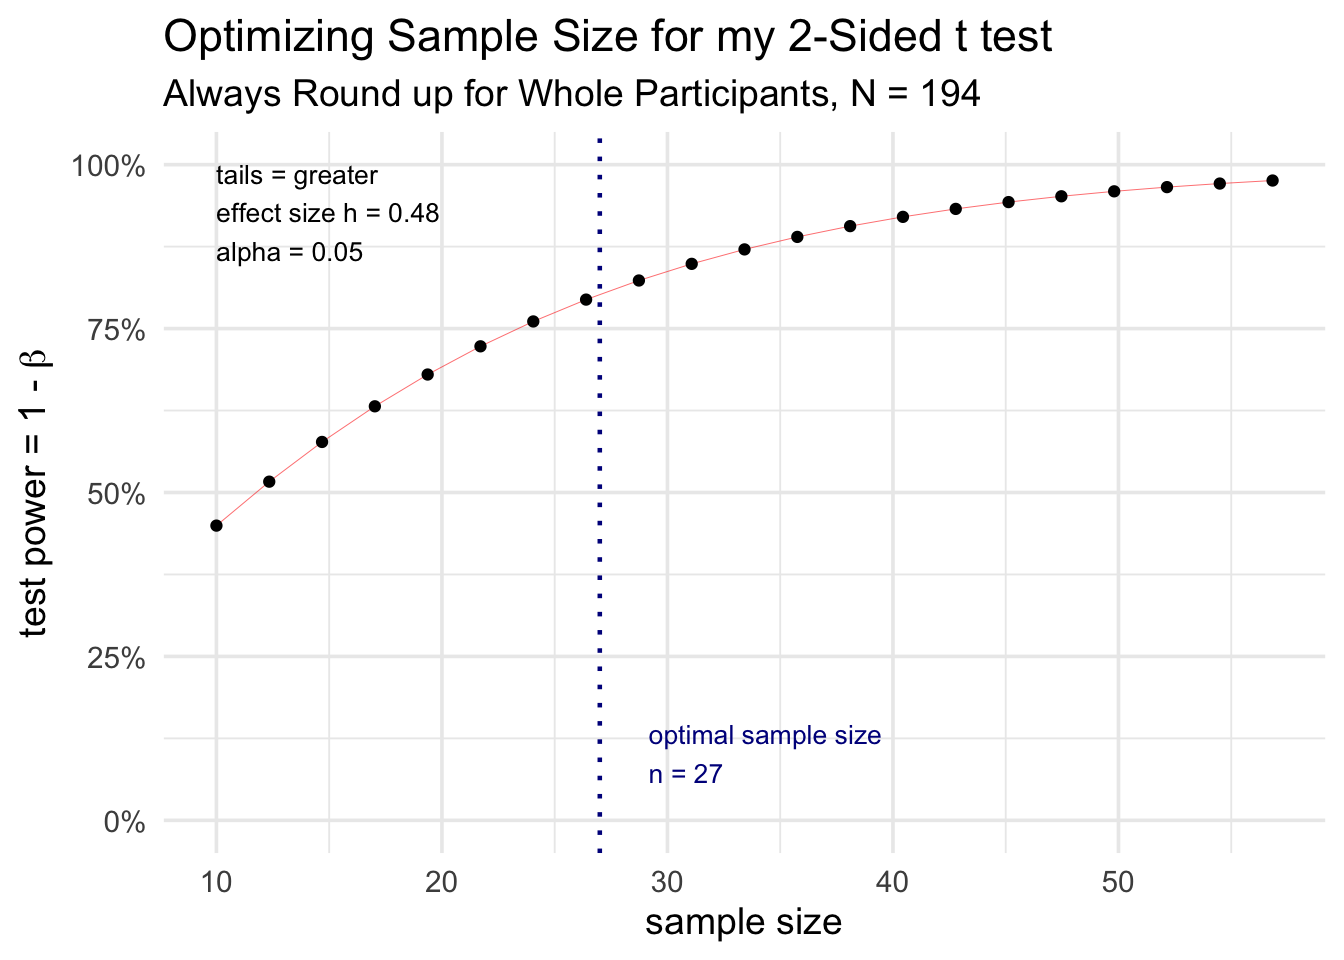 Optimizing Sample Size for my 2-Sided t test
Always Round up for Whole Participants, N = 194
100%
75%
50%
25%
0%
test power = 1 - β
tails = greater
effect size h = 0.48
alpha = 0.05
optimal sample size
n = 27
10 20 30 40 50
sample size